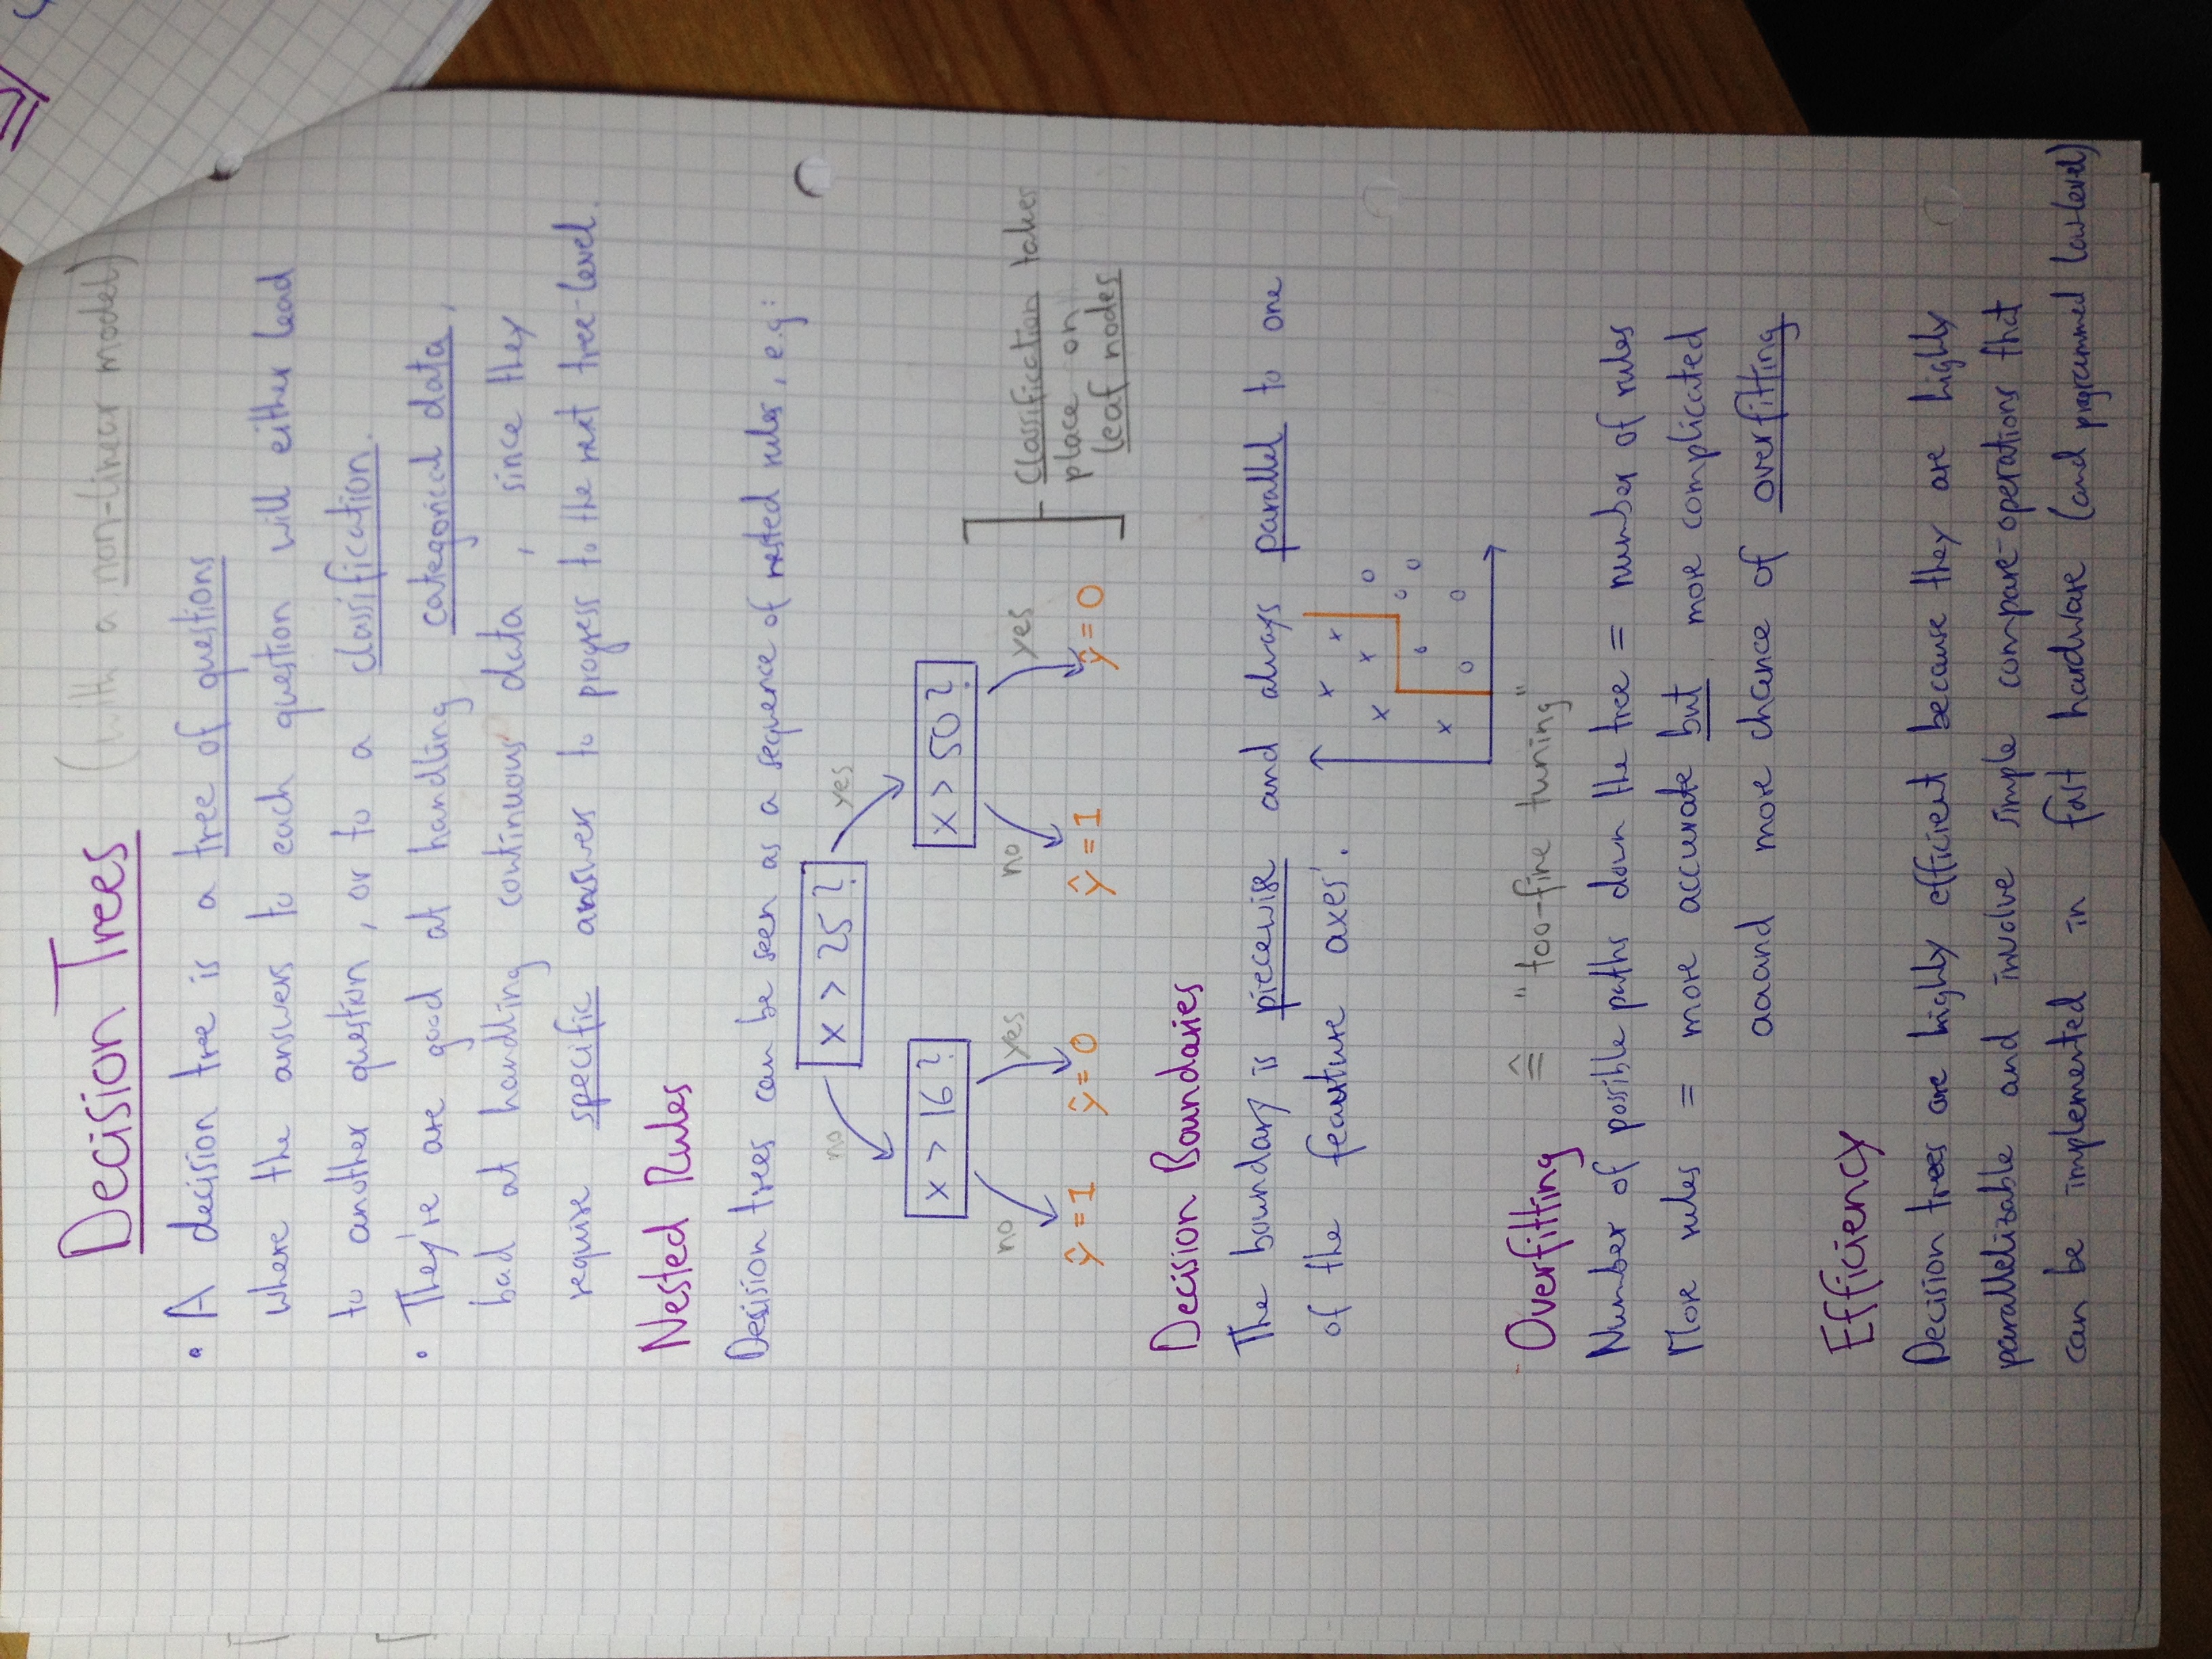 Decision Trees (with a non-linear model)
• A decision tree is a tree of questions
where the answers to each question will either lead
to another question, or to a classification.
• They're are good at handling categorical data,
bad at handling continuous data, since they
require specific answers to progress to the next tree-level.
Nested Rules
Decision trees can be seen as a sequence of nested rules, e.g:
x > 25?
no yes
x > 16? x > 50?
no yes no yes
ŷ = 1 ŷ = 0 ŷ = 1 ŷ = 0
Classification takes
place on
leaf nodes
Decision Boundaries
The boundary is piecewise and always parallel to one
of the feauture axes.
Overfitting ≙ "too-fine tuning"
Number of possible paths down the tree = number of rules
More rules = more accurate but more complicated
aaand more chance of overfitting
Efficiency
Decision trees are highly efficient because they are highly
parallelizable and involve simple compare-operations that
can be implemented in fast hardware (and programmed low-level)